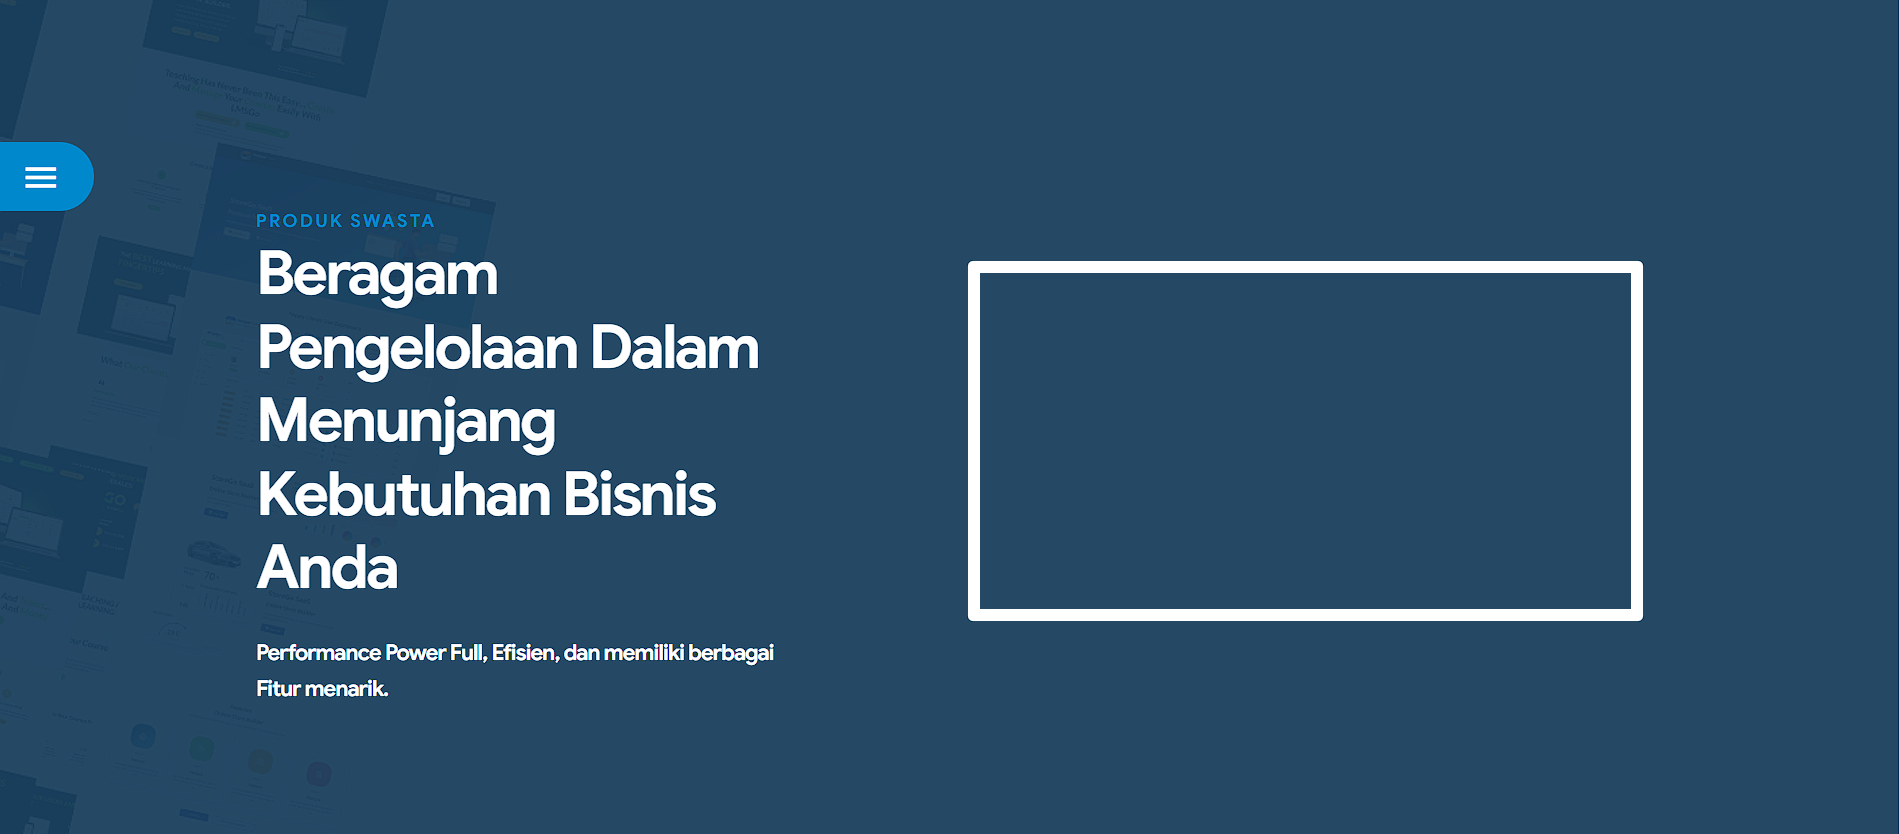 PRODUK SWASTA
Beragam
Pengelolaan Dalam
Menunjang
Kebutuhan Bisnis
Anda
Performance Power Full, Efisien, dan memiliki berbagai
Fitur menarik.